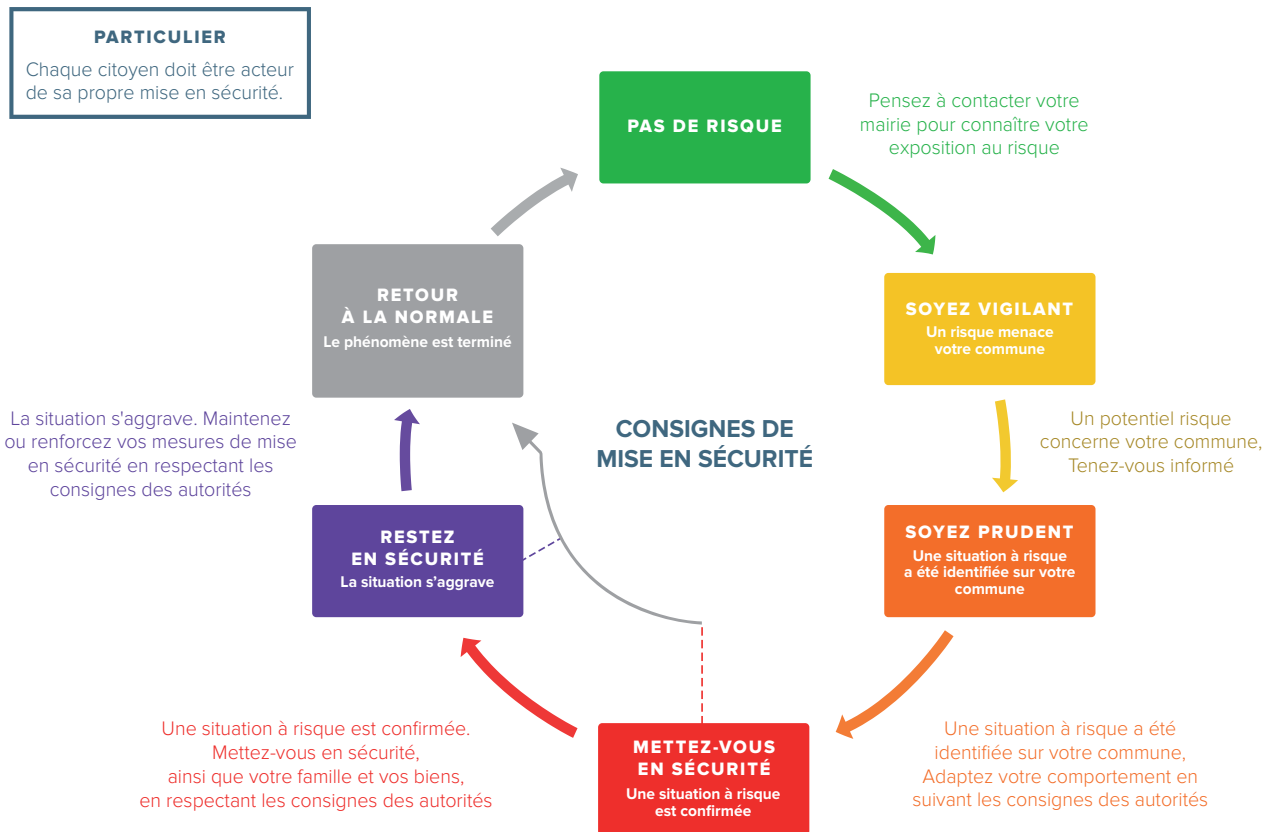 PARTICULIER
Chaque citoyen doit être acteur
de sa propre mise en sécurité.
PAS DE RISQUE
Pensez à contacter votre
mairie pour connaître votre
exposition au risque
RETOUR
À LA NORMALE
Le phénomène est terminé
SOYEZ VIGILANT
Un risque menace
votre commune
La situation s'aggrave. Maintenez
ou renforcez vos mesures de mise
en sécurité en respectant les
consignes des autorités
CONSIGNES DE
MISE EN SÉCURITÉ
Un potentiel risque
concerne votre commune,
Tenez-vous informé
RESTEZ
EN SÉCURITÉ
La situation s’aggrave
SOYEZ PRUDENT
Une situation à risque
a été identifiée sur votre
commune
Une situation à risque est confirmée.
Mettez-vous en sécurité,
ainsi que votre famille et vos biens,
en respectant les consignes des autorités
METTEZ-VOUS
EN SÉCURITÉ
Une situation à risque
est confirmée
Une situation à risque a été
identifiée sur votre commune,
Adaptez votre comportement en
suivant les consignes des autorités